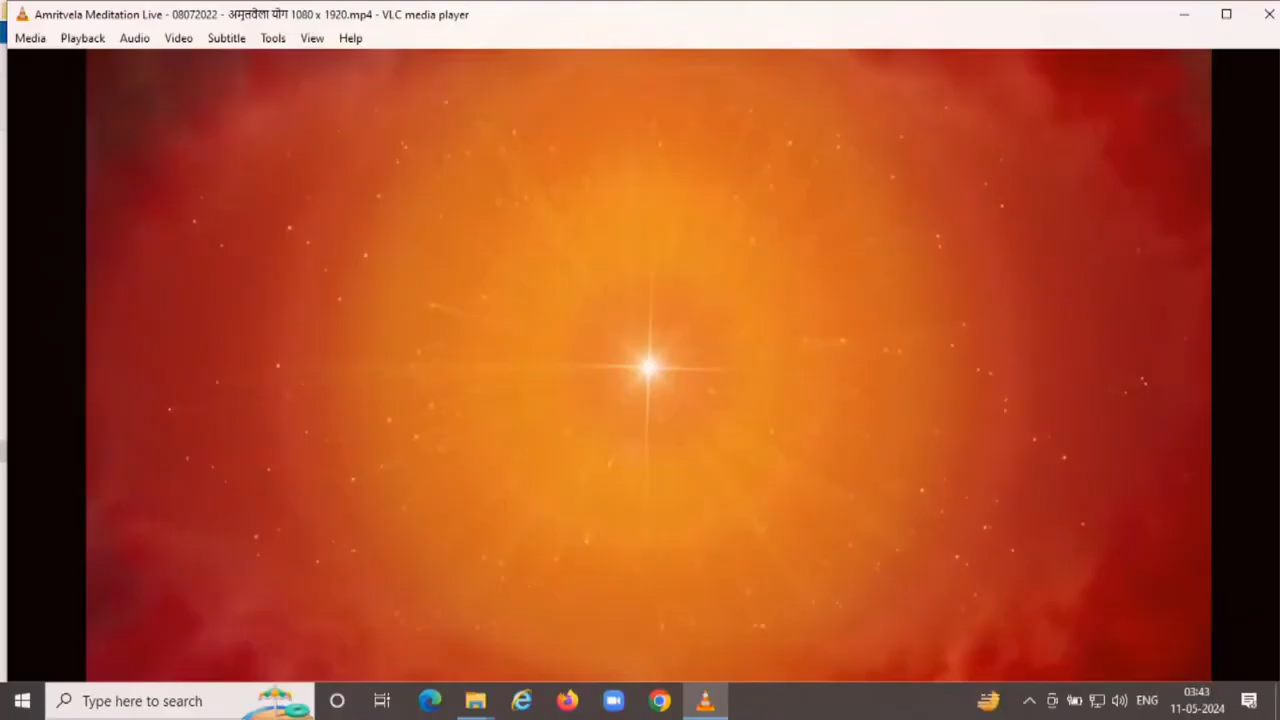 Amritvela Meditation Live - 08072022 - अमृतवेला योग 1080 x 1920.mp4 - VLC media player
Media Playback Audio Video Subtitle Tools View Help
Type here to search
ENG
03:43
11-05-2024